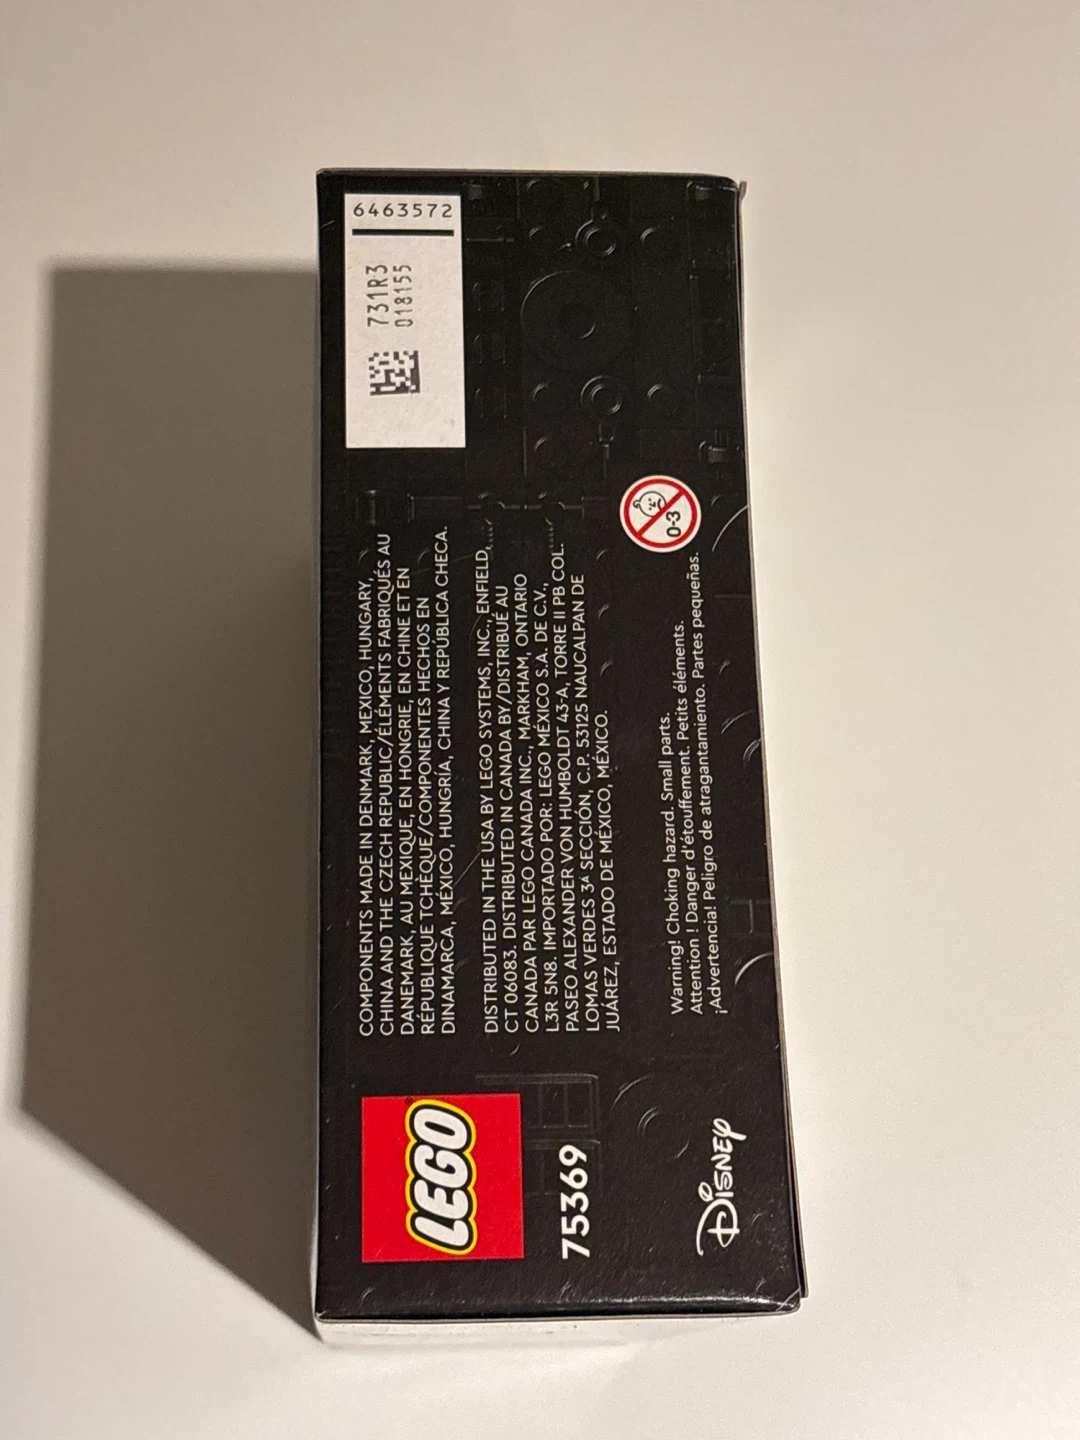 6463572
731R3
018155
COMPONENTS MADE IN DENMARK, MEXICO, HUNGARY,
CHINA AND THE CZECH REPUBLIC/ÉLÉMENTS FABRIQUÉS AU
DANEMARK, AU MEXIQUE, EN HONGRIE, EN CHINE ET EN
RÉPUBLIQUE TCHÈQUE/COMPONENTES HECHOS EN
DINAMARCA, MÉXICO, HUNGRÍA, CHINA Y REPÚBLICA CHECA.
DISTRIBUTED IN THE USA BY LEGO SYSTEMS, INC., ENFIELD,
CT 06083. DISTRIBUTED IN CANADA BY/DISTRIBUÉ AU
CANADA PAR LEGO CANADA INC., MARKHAM, ONTARIO
L3R 5N8. IMPORTADO POR: LEGO MÉXICO S.A. DE C.V.,
PASEO ALEXANDER VON HUMBOLDT 43-A, TORRE II PB COL.
LOMAS VERDES 3A SECCIÓN, C.P. 53125 NAUCALPAN DE
JUÁREZ, ESTADO DE MÉXICO, MÉXICO.
0-3
Warning! Choking hazard. Small parts.
Attention ! Danger d'étouffement. Petits éléments.
¡Advertencia! Peligro de atragantamiento. Partes pequeñas.
LEGO
75369
Disney